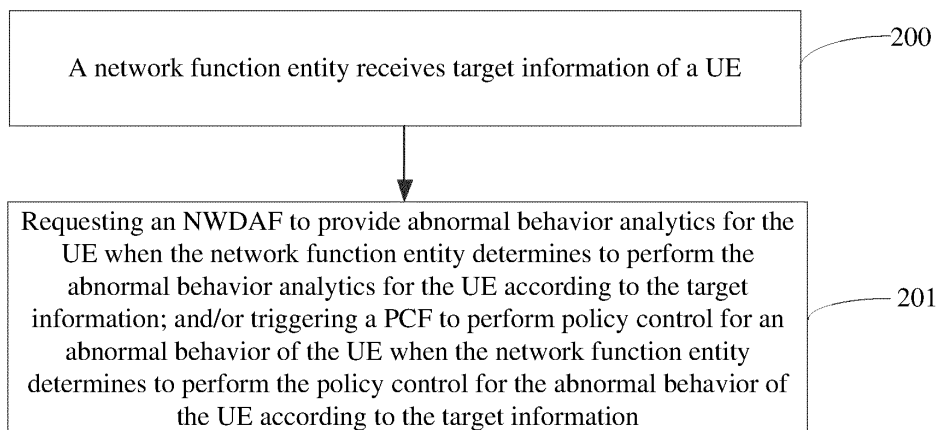 A network function entity receives target information of a UE
200
Requesting an NWDAF to provide abnormal behavior analytics for the
UE when the network function entity determines to perform the
abnormal behavior analytics for the UE according to the target
information; and/or triggering a PCF to perform policy control for an
abnormal behavior of the UE when the network function entity
determines to perform the policy control for the abnormal behavior of
the UE according to the target information
201